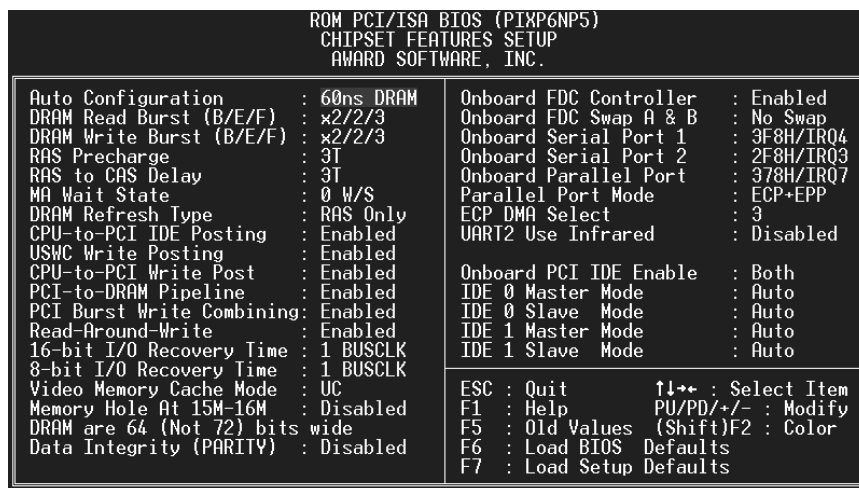 ROM PCI/ISA BIOS (PIXP6NP5)
CHIPSET FEATURES SETUP
AWARD SOFTWARE, INC.
Auto Configuration : 60ns DRAM
DRAM Read Burst (B/E/F) : x2/2/3
DRAM Write Burst (B/E/F) : x2/2/3
RAS Precharge : 3T
RAS to CAS Delay : 3T
MA Wait State : 0 W/S
DRAM Refresh Type : RAS Only
CPU-to-PCI IDE Posting : Enabled
USWC Write Posting : Enabled
CPU-to-PCI Write Post : Enabled
PCI-to-DRAM Pipeline : Enabled
PCI Burst Write Combining: Enabled
Read-Around-Write : Enabled
16-bit I/O Recovery Time : 1 BUSCLK
8-bit I/O Recovery Time : 1 BUSCLK
Video Memory Cache Mode : UC
Memory Hole At 15M-16M : Disabled
DRAM are 64 (Not 72) bits wide
Data Integrity (PARITY) : Disabled
Onboard FDC Controller : Enabled
Onboard FDC Swap A & B : No Swap
Onboard Serial Port 1 : 3F8H/IRQ4
Onboard Serial Port 2 : 2F8H/IRQ3
Onboard Parallel Port : 378H/IRQ7
Parallel Port Mode : ECP+EPP
ECP DMA Select : 3
UART2 Use Infrared : Disabled
Onboard PCI IDE Enable : Both
IDE 0 Master Mode : Auto
IDE 0 Slave Mode : Auto
IDE 1 Master Mode : Auto
IDE 1 Slave Mode : Auto
ESC : Quit ↑↓→← : Select Item
F1 : Help PU/PD/+/- : Modify
F5 : Old Values (Shift)F2 : Color
F6 : Load BIOS Defaults
F7 : Load Setup Defaults